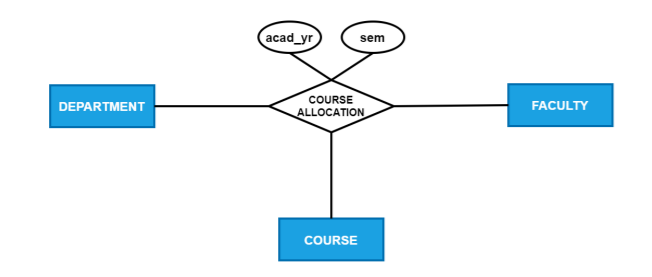 acad_yr
sem
DEPARTMENT
COURSE
ALLOCATION
FACULTY
COURSE